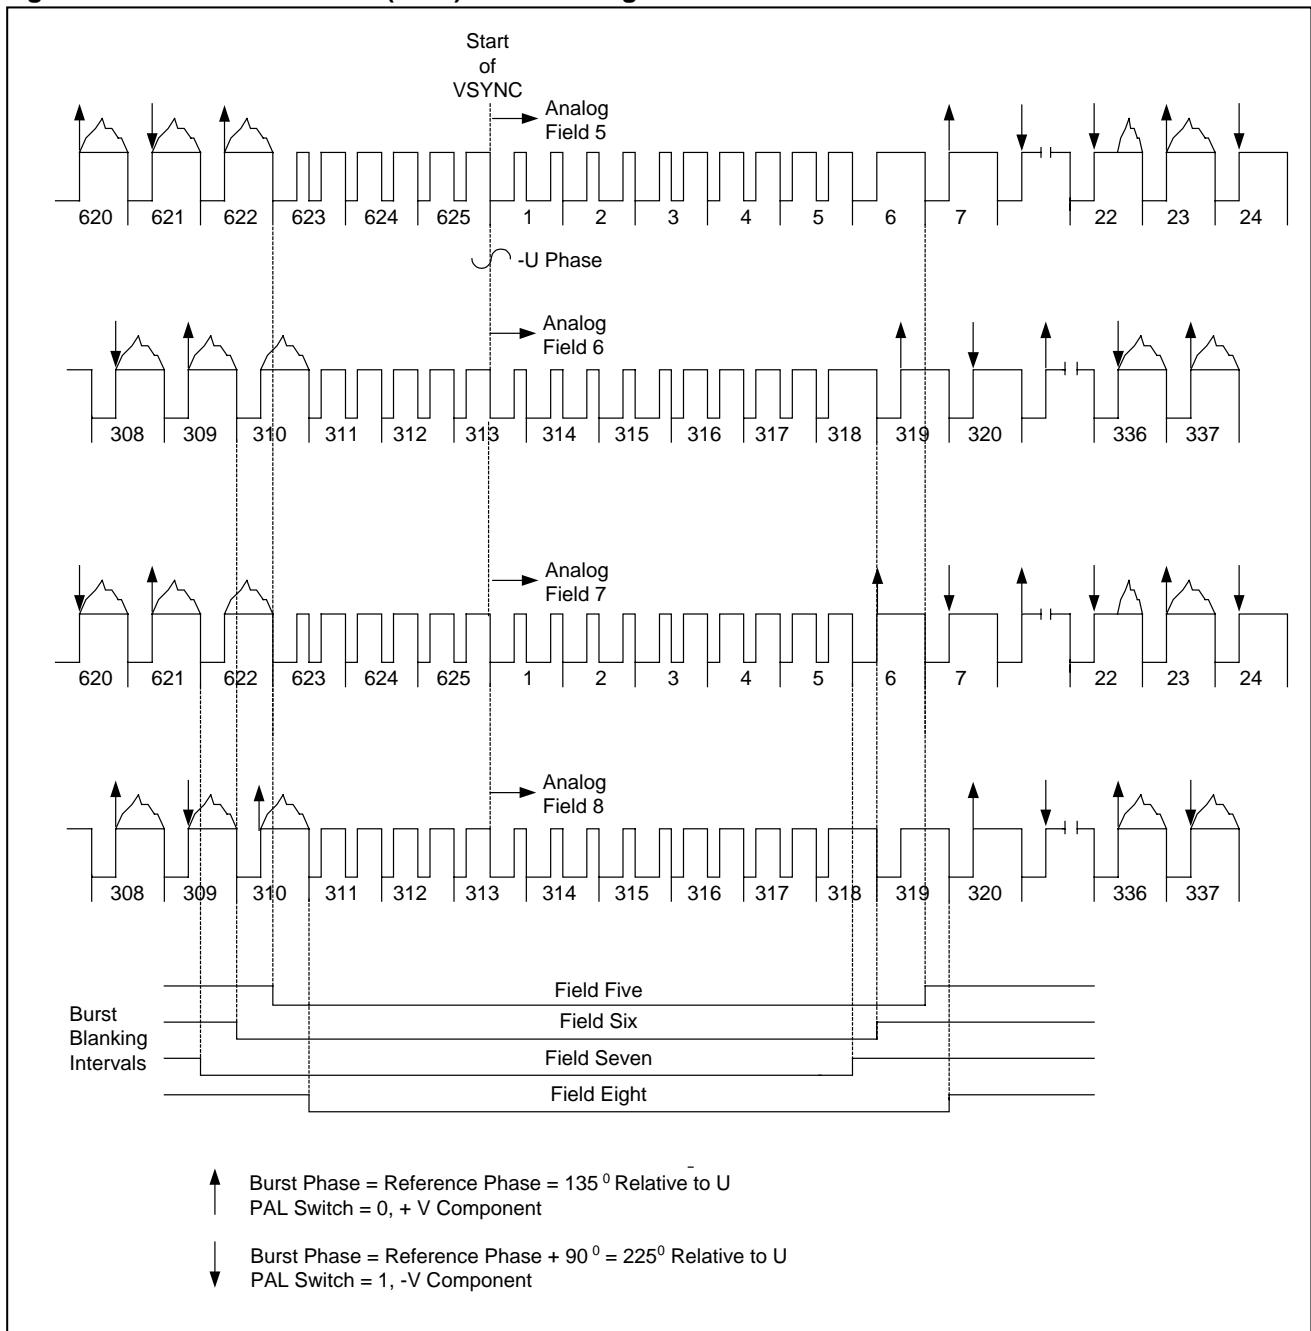 Start
of
VSYNC
Analog
Field 5
620 621 622 623 624 625 1 2 3 4 5 6 7 22 23 24
-U Phase
Analog
Field 6
308 309 310 311 312 313 314 315 316 317 318 319 320 336 337
Analog
Field 7
620 621 622 623 624 625 1 2 3 4 5 6 7 22 23 24
Analog
Field 8
308 309 310 311 312 313 314 315 316 317 318 319 320 336 337
Burst
Blanking
Intervals
Field Five
Field Six
Field Seven
Field Eight
Burst Phase = Reference Phase = 135⁰ Relative to U
PAL Switch = 0, + V Component
Burst Phase = Reference Phase + 90⁰ = 225⁰ Relative to U
PAL Switch = 1, -V Component